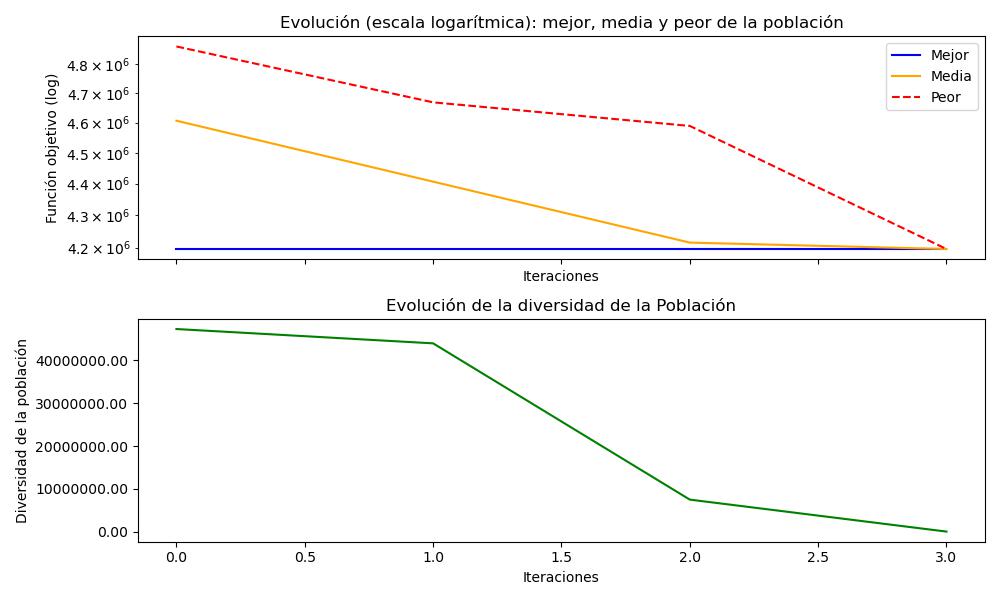 Evolución (escala logarítmica): mejor, media y peor de la población
Función objetivo (log)
4.8 × 10⁶
4.7 × 10⁶
4.6 × 10⁶
4.5 × 10⁶
4.4 × 10⁶
4.3 × 10⁶
4.2 × 10⁶
Mejor
Media
Peor
Iteraciones
Evolución de la diversidad de la Población
Diversidad de la población
40000000.00
30000000.00
20000000.00
10000000.00
0.00
0.0 0.5 1.0 1.5 2.0 2.5 3.0
Iteraciones